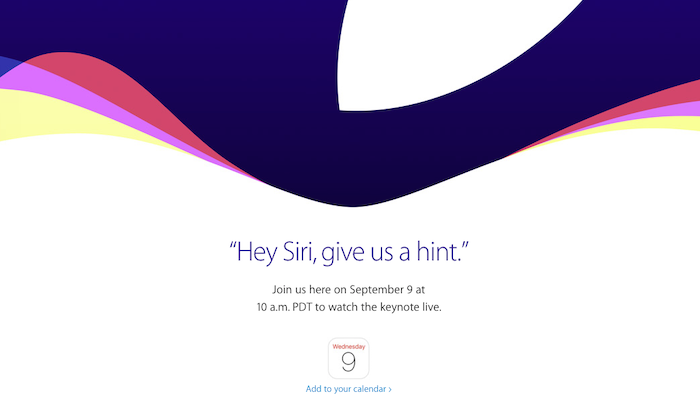 “Hey Siri, give us a hint.”
Join us here on September 9 at
10 a.m. PDT to watch the keynote live.
Wednesday
9
Add to your calendar ›